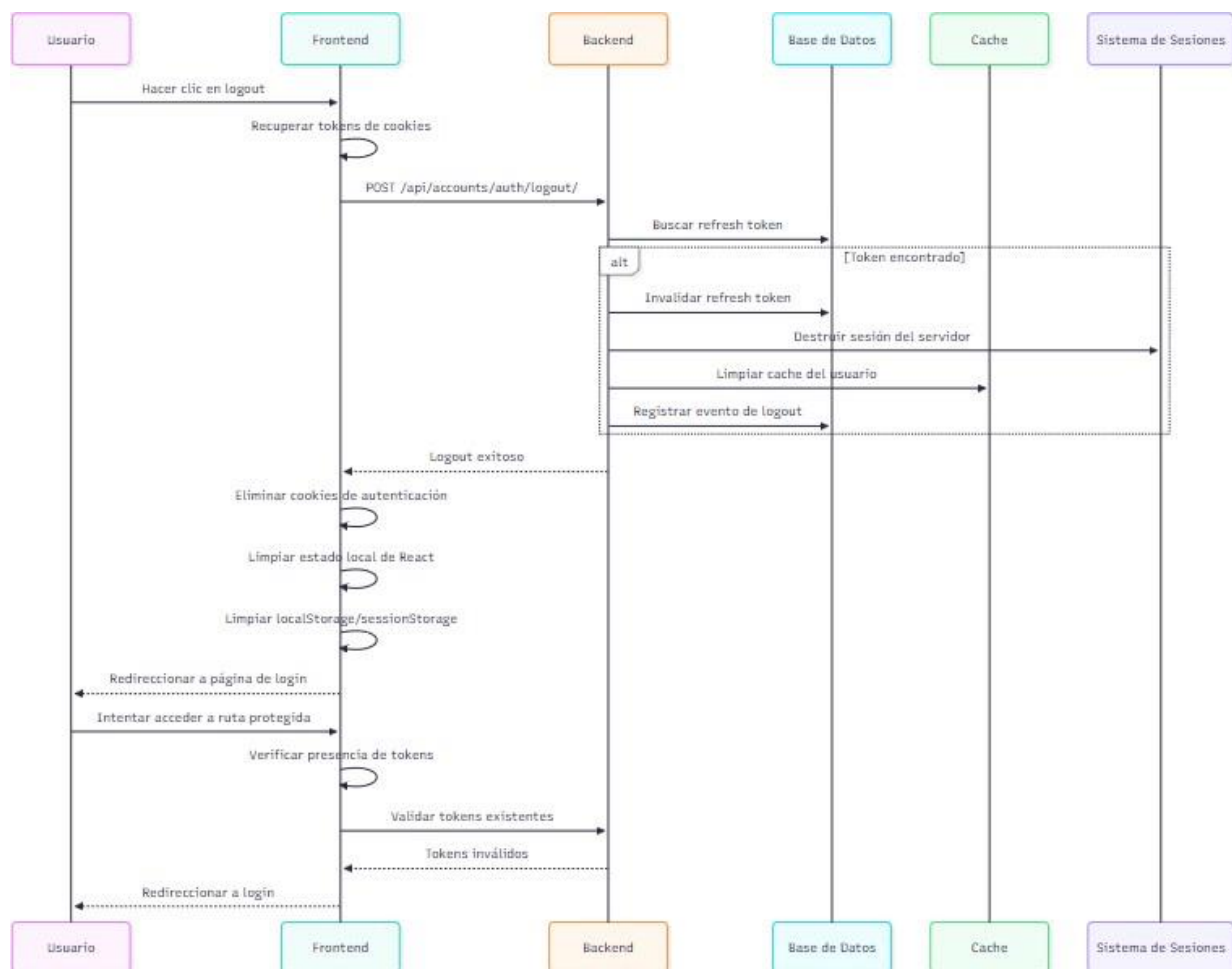 Usuario
Frontend
Backend
Base de Datos
Cache
Sistema de Sesiones
Hacer clic en logout
Recuperar tokens de cookies
POST /api/accounts/auth/logout/
Buscar refresh token
alt
[Token encontrado]
Invalidar refresh token
Destruir sesión del servidor
Limpiar cache del usuario
Registrar evento de logout
Logout exitoso
Eliminar cookies de autenticación
Limpiar estado local de React
Limpiar localStorage/sessionStorage
Redireccionar a página de login
Intentar acceder a ruta protegida
Verificar presencia de tokens
Validar tokens existentes
Tokens inválidos
Redireccionar a login
Usuario
Frontend
Backend
Base de Datos
Cache
Sistema de Sesiones